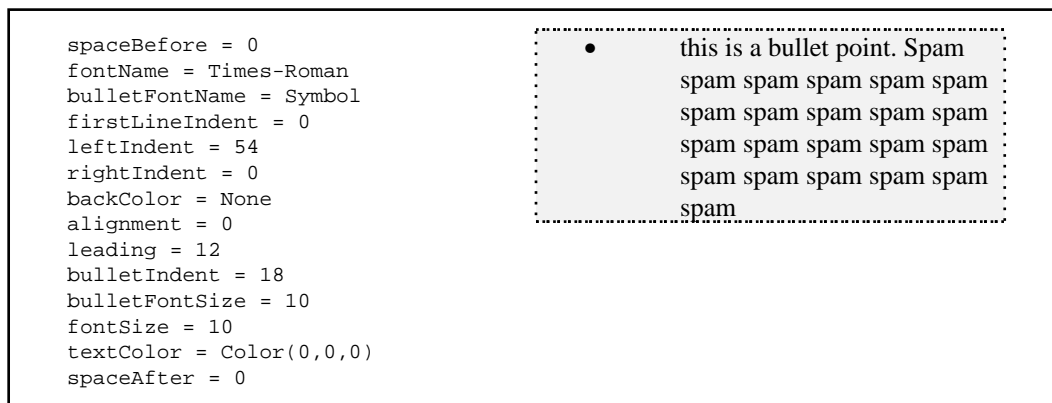 spaceBefore = 0
fontName = Times-Roman
bulletFontName = Symbol
firstLineIndent = 0
leftIndent = 54
rightIndent = 0
backColor = None
alignment = 0
leading = 12
bulletIndent = 18
bulletFontSize = 10
fontSize = 10
textColor = Color(0,0,0)
spaceAfter = 0
• this is a bullet point. Spam
spam spam spam spam spam
spam spam spam spam spam
spam spam spam spam spam
spam spam spam spam spam
spam